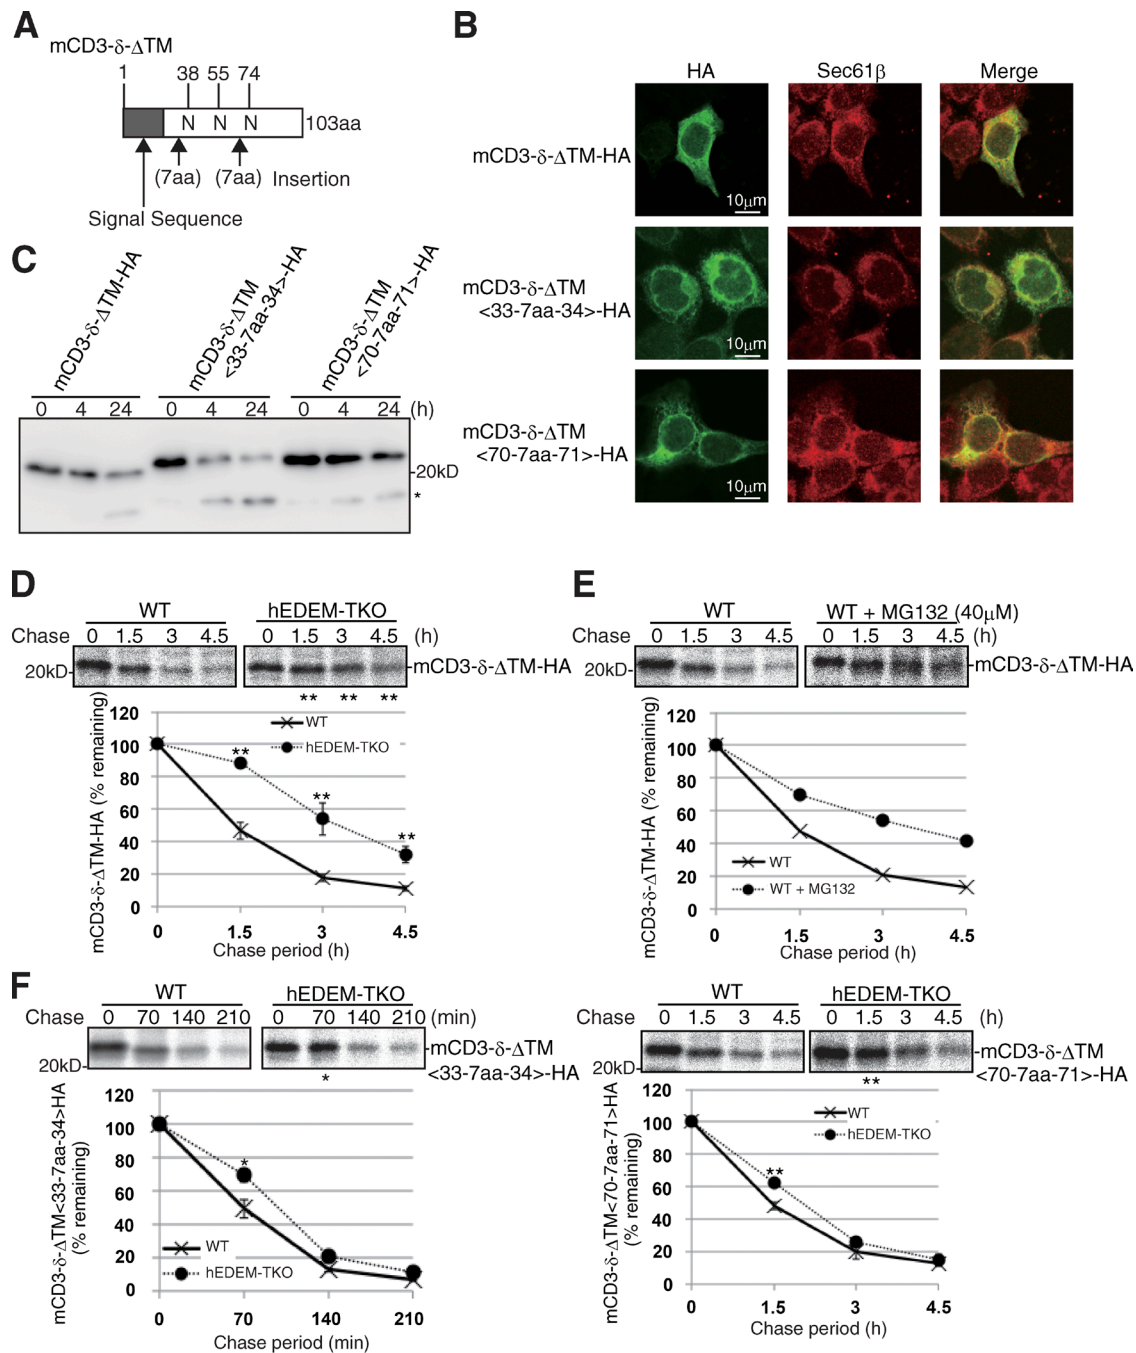 A
mCD3-δ-ΔTM
1 38 55 74
N N N 103aa
(7aa) (7aa) Insertion
Signal Sequence
B
HA Sec61β Merge
mCD3-δ-ΔTM-HA
10μm
mCD3-δ-ΔTM
<33-7aa-34>-HA
10μm
mCD3-δ-ΔTM
<70-7aa-71>-HA
10μm
C
mCD3-δ-ΔTM-HA
mCD3-δ-ΔTM
<33-7aa-34>-HA
mCD3-δ-ΔTM
<70-7aa-71>-HA
0 4 24 0 4 24 0 4 24 (h)
-20kD
*
D
WT hEDEM-TKO
Chase 0 1.5 3 4.5 0 1.5 3 4.5 (h)
20kD- -mCD3-δ-ΔTM-HA
** ** **
mCD3-δ-ΔTM-HA (% remaining)
120
100
80
60
40
20
0
WT
hEDEM-TKO
**
**
**
0 1.5 3 4.5
Chase period (h)
E
WT WT + MG132 (40μM)
Chase 0 1.5 3 4.5 0 1.5 3 4.5 (h)
20kD- -mCD3-δ-ΔTM-HA
mCD3-δ-ΔTM-HA (% remaining)
120
100
80
60
40
20
0
WT
WT + MG132
0 1.5 3 4.5
Chase period (h)
F
WT hEDEM-TKO
Chase 0 70 140 210 0 70 140 210 (min)
20kD- -mCD3-δ-ΔTM
<33-7aa-34>-HA
*
mCD3-δ-ΔTM<33-7aa-34>HA
(% remaining)
120
100
80
60
40
20
0
*
WT
hEDEM-TKO
0 70 140 210
Chase period (min)
WT hEDEM-TKO
Chase 0 1.5 3 4.5 0 1.5 3 4.5 (h)
20kD- -mCD3-δ-ΔTM
<70-7aa-71>-HA
**
mCD3-δ-ΔTM<70-7aa-71>HA
(% remaining)
120
100
80
60
40
20
0
WT
hEDEM-TKO
**
0 1.5 3 4.5
Chase period (h)